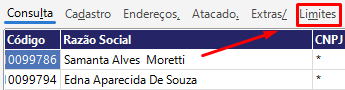 Consulta Cadastro Endereços. Atacado. Extras/ Limites
Código Razão Social CNPJ
0099786 Samanta Alves Moretti *
0099794 Edna Aparecida De Souza *